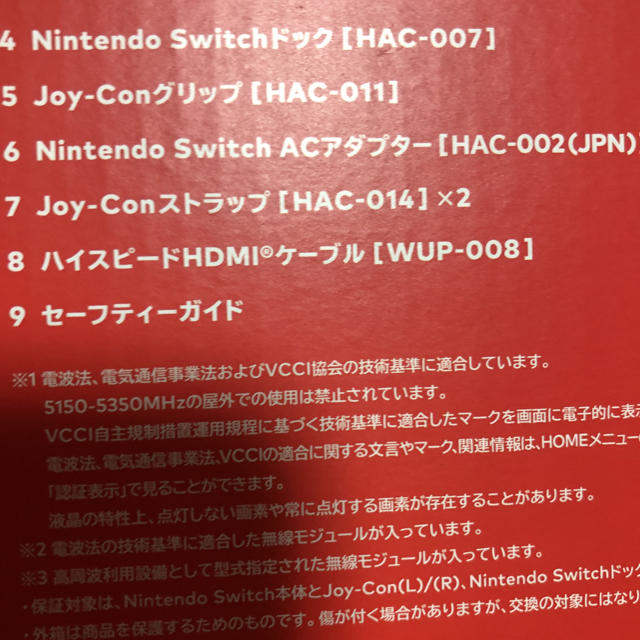 4 Nintendo Switchドック [HAC-007]
5 Joy-Conグリップ [HAC-011]
6 Nintendo Switch ACアダプター [HAC-002(JPN)
7 Joy-Conストラップ [HAC-014] ×2
8 ハイスピードHDMI®ケーブル [WUP-008]
9 セーフティーガイド
※1 電波法、電気通信事業法およびVCCI協会の技術基準に適合しています。
5150-5350MHzの屋外での使用は禁止されています。
VCCI自主規制措置運用規程に基づく技術基準に適合したマークを画面に電子的に表示
電波法、電気通信事業法、VCCIの適合に関する文言やマーク、関連情報は、HOMEメニューの
「認証表示」で見ることができます。
液晶の特性上、点灯しない画素や常に点灯する画素が存在することがあります。
※2 電波法の技術基準に適合した無線モジュールが入っています。
※3 高周波利用設備として型式指定された無線モジュールが入っています。
・保証対象は、Nintendo Switch本体とJoy-Con(L)/(R)、Nintendo Switchドック
・外箱は商品を保護するためのものです。傷が付く場合がありますが、交換の対象にはなり